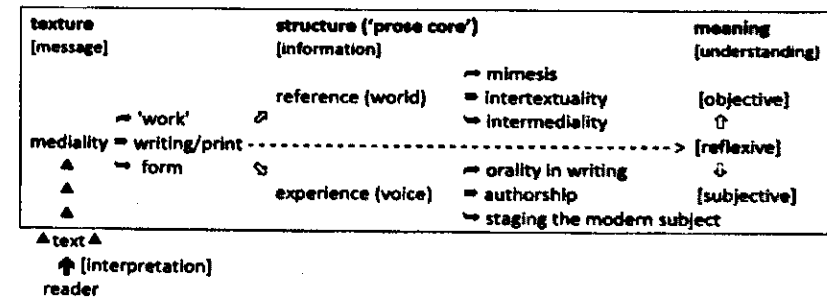 texture structure (‘prose core’) meaning
[message] [information] [understanding]
mimesis
reference (world) intertextuality [objective]
'work' intermediality
mediality writing/print [reflexive]
form orality in writing
experience (voice) authorship [subjective]
staging the modern subject
text
[interpretation]
reader